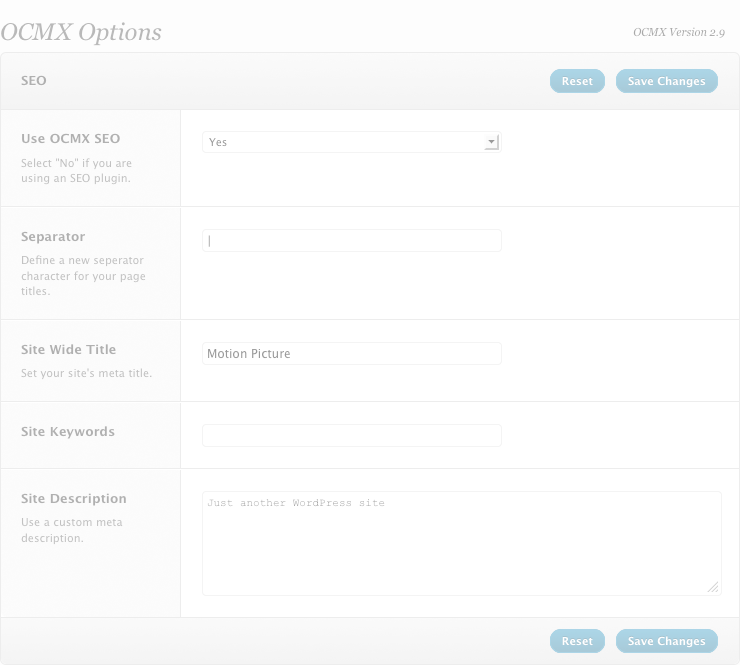 OCMX Options
OCMX Version 2.9
SEO
Reset
Save Changes
Use OCMX SEO
Select "No" if you are
using an SEO plugin.
Yes
Separator
Define a new seperator
character for your page
titles.
|
Site Wide Title
Set your site's meta title.
Motion Picture
Site Keywords
Site Description
Use a custom meta
description.
Just another WordPress site
Reset
Save Changes